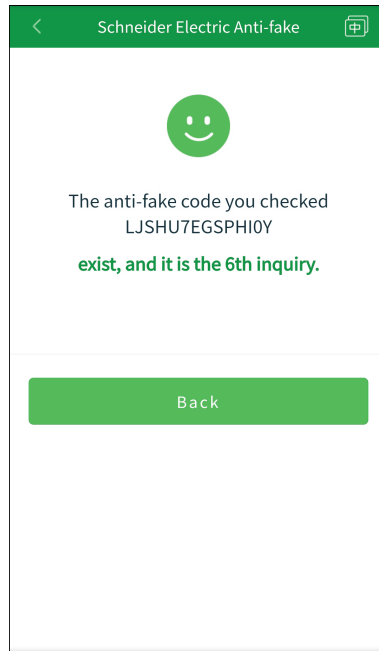 Schneider Electric Anti-fake
中
The anti-fake code you checked
LJSHU7EGSPHI0Y
exist, and it is the 6th inquiry.
Back